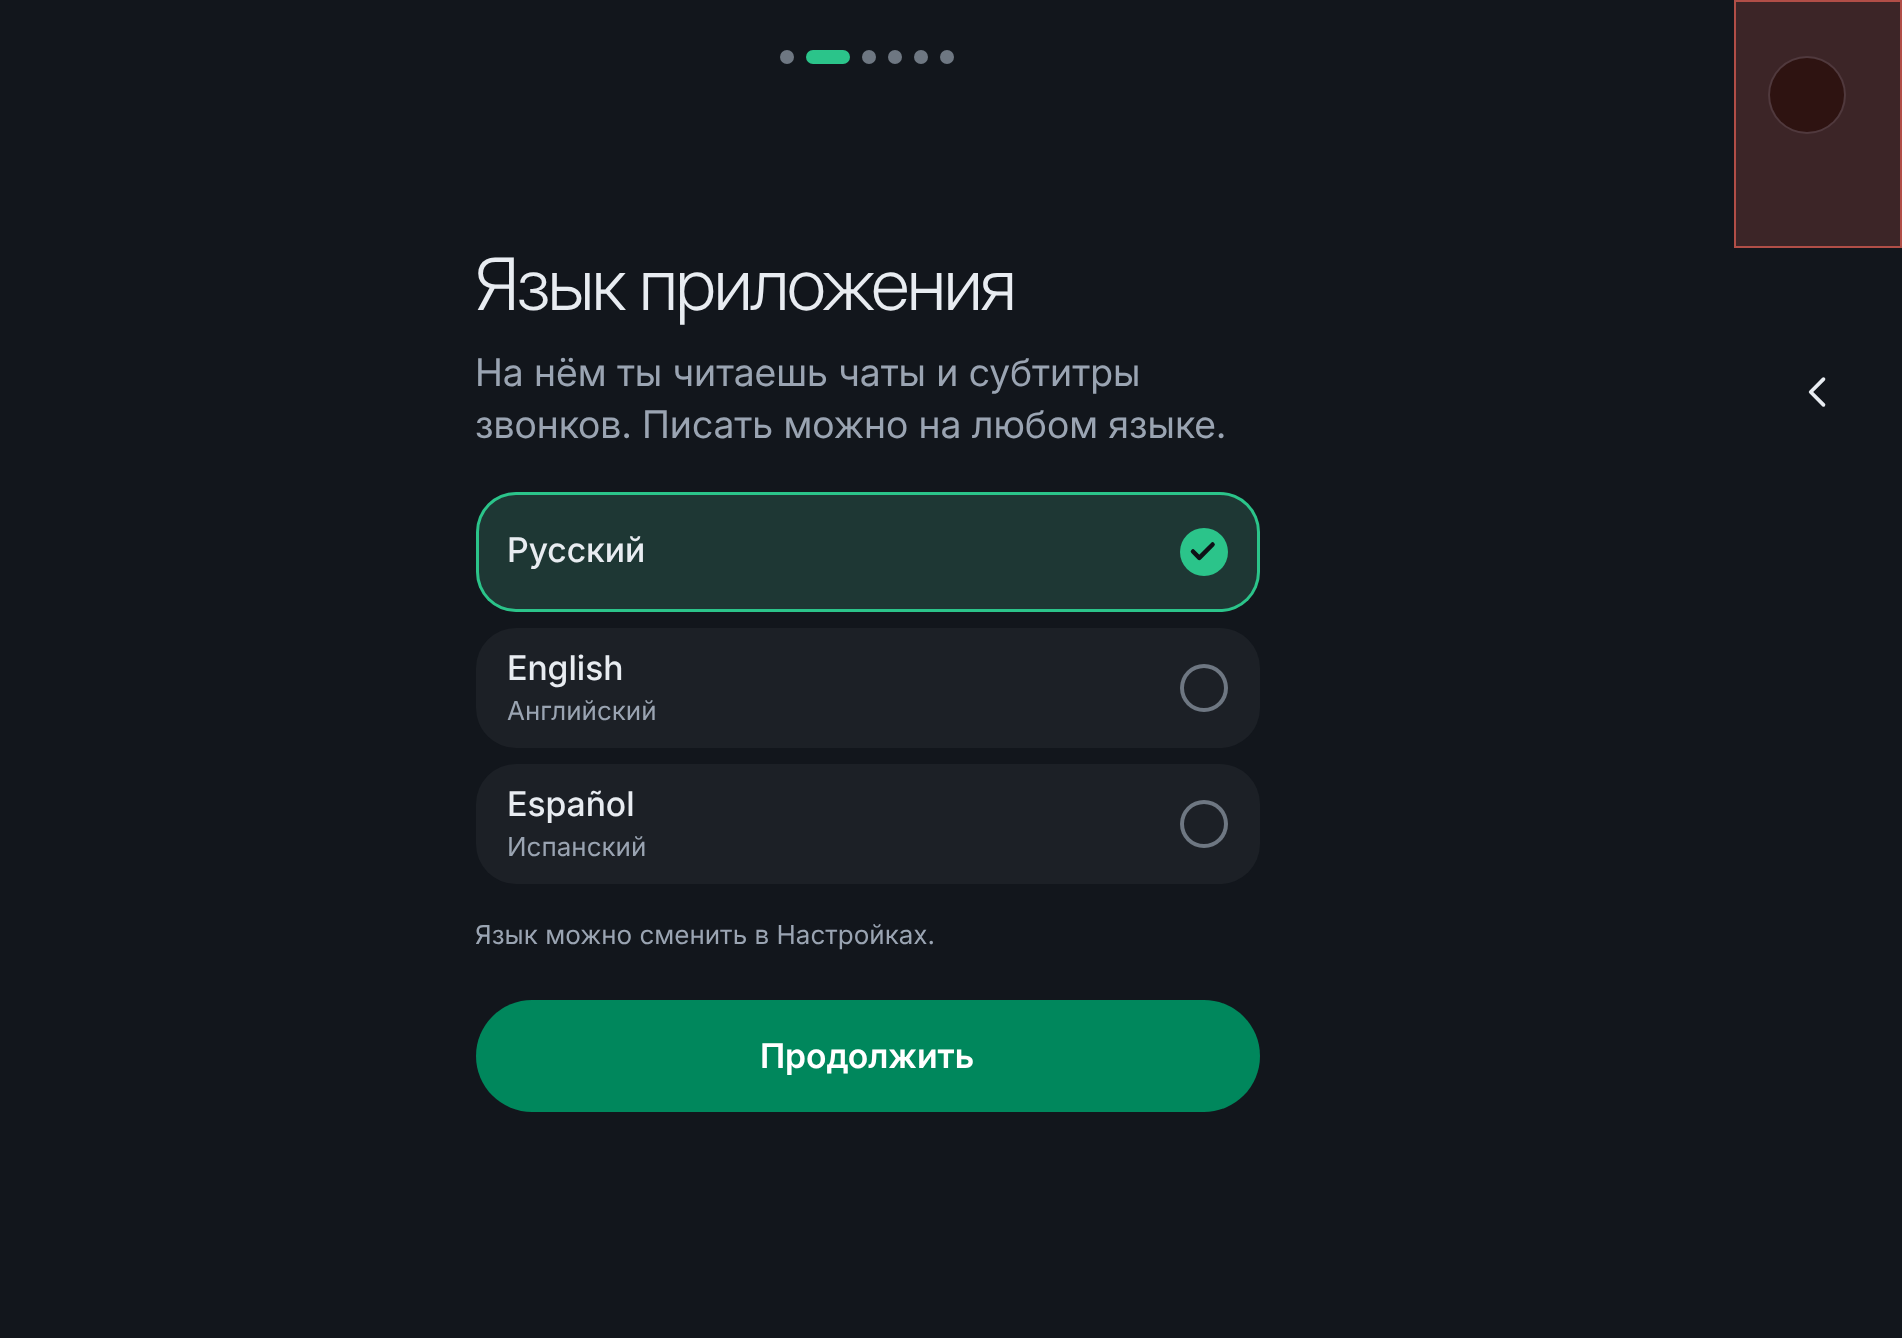 Язык приложения
На нём ты читаешь чаты и субтитры
звонков. Писать можно на любом языке.
Русский
English
Английский
Español
Испанский
Язык можно сменить в Настройках.
Продолжить